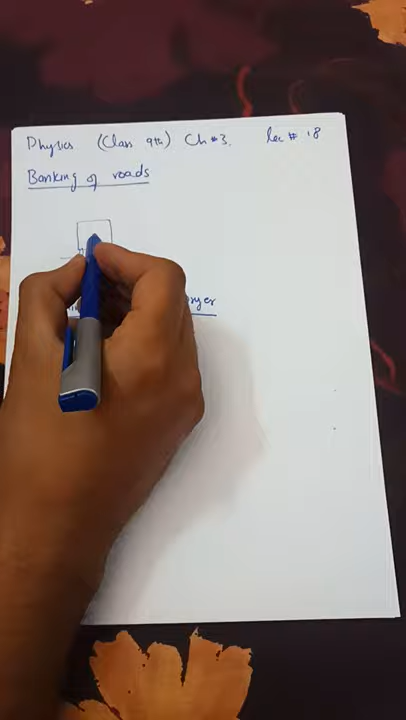 Physics (Class 9th) Ch # 3. lec # 18
Banking of roads